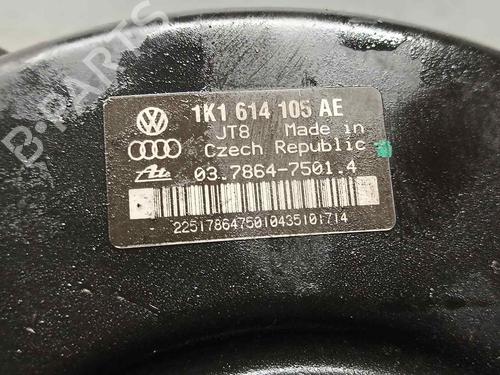 B-PARTS
1K1 614 105 AE
JT8 Made in
Czech Republic
03.7864-7501.4
2251786475010435101714